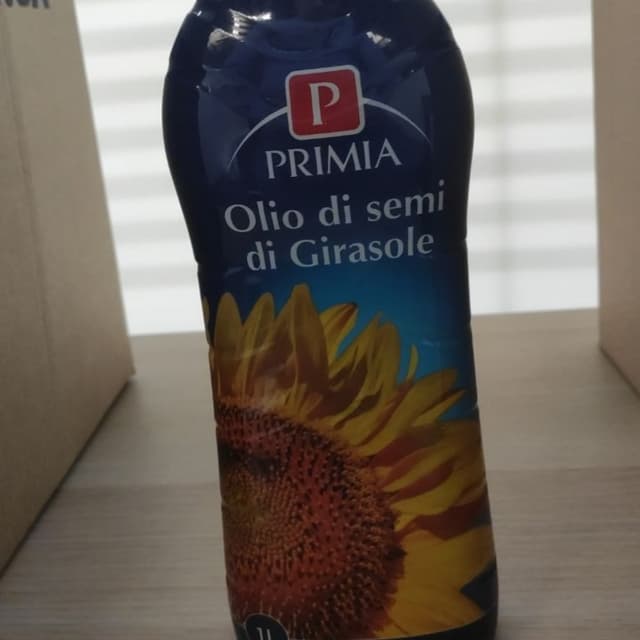 P
PRIMIA
Olio di semi
di Girasole